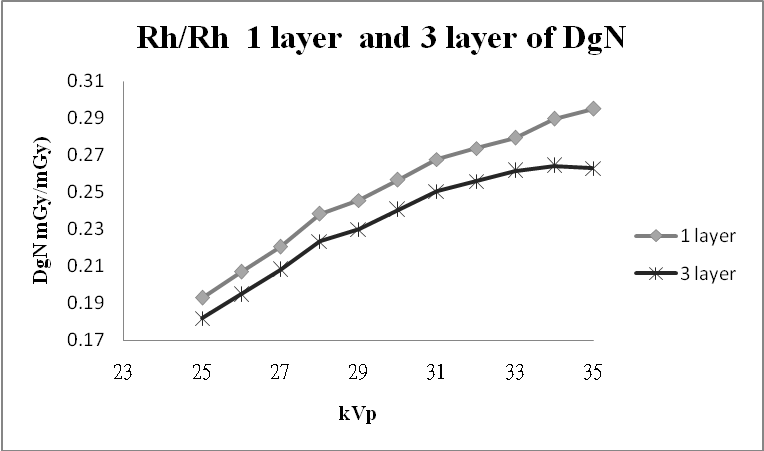 Rh/Rh 1 layer and 3 layer of DgN
0.31
0.29
0.27
0.25
0.23
0.21
0.19
0.17
DgN mGy/mGy)
23 25 27 29 31 33 35
kVp
1 layer
3 layer